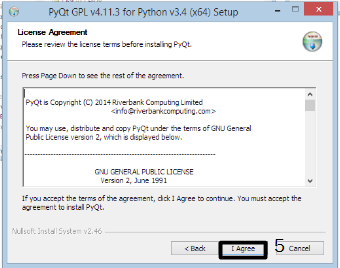 PyQt GPL v4.11.3 for Python v3.4 (x64) Setup
License Agreement
Please review the license terms before installing PyQt.
Press Page Down to see the rest of the agreement.
PyQt is Copyright (C) 2014 Riverbank Computing Limited
<info@riverbankcomputing.com>
You may use, distribute and copy PyQt under the terms of GNU General
Public License version 2, which is displayed below.
-------------------------------------------------------------------------
GNU GENERAL PUBLIC LICENSE
Version 2, June 1991
If you accept the terms of the agreement, click I Agree to continue. You must accept the
agreement to install PyQt.
Nullsoft Install System v2.46
< Back I Agree 5 Cancel